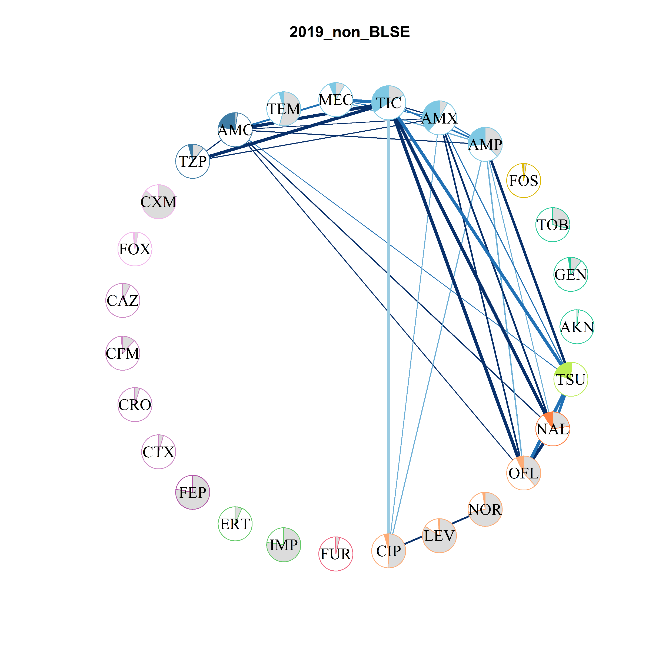 2019_non_BLSE
TIC
MEC
AMX
TEM
AMC
AMP
TZP
FOS
CXM
TOB
FOX
GEN
CAZ
AKN
CPM
TSU
CRO
NAL
CTX
OFL
FEP
NOR
ERT
LEV
IMP
FUR
CIP